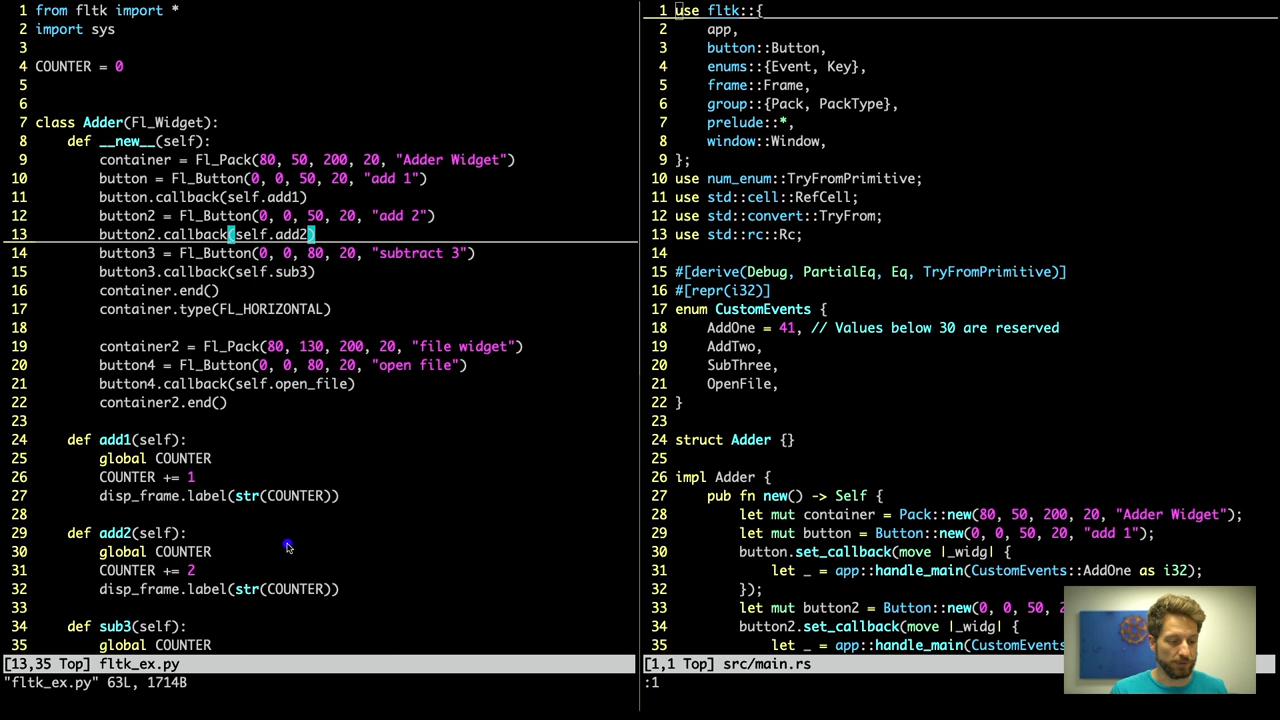 1 from fltk import *
2 import sys
3
4 COUNTER = 0
5
6
7 class Adder(Fl_Widget):
8 def __new__(self):
9 container = Fl_Pack(80, 50, 200, 20, "Adder Widget")
10 button = Fl_Button(0, 0, 50, 20, "add 1")
11 button.callback(self.add1)
12 button2 = Fl_Button(0, 0, 50, 20, "add 2")
13 button2.callback(self.add2)
14 button3 = Fl_Button(0, 0, 80, 20, "subtract 3")
15 button3.callback(self.sub3)
16 container.end()
17 container.type(FL_HORIZONTAL)
18
19 container2 = Fl_Pack(80, 130, 200, 20, "file widget")
20 button4 = Fl_Button(0, 0, 80, 20, "open file")
21 button4.callback(self.open_file)
22 container2.end()
23
24 def add1(self):
25 global COUNTER
26 COUNTER += 1
27 disp_frame.label(str(COUNTER))
28
29 def add2(self):
30 global COUNTER
31 COUNTER += 2
32 disp_frame.label(str(COUNTER))
33
34 def sub3(self):
35 global COUNTER
[13,35 Top] fltk_ex.py
"fltk_ex.py" 63L, 1714B
1 use fltk::{
2 app,
3 button::Button,
4 enums::{Event, Key},
5 frame::Frame,
6 group::{Pack, PackType},
7 prelude::*,
8 window::Window,
9 };
10 use num_enum::TryFromPrimitive;
11 use std::cell::RefCell;
12 use std::convert::TryFrom;
13 use std::rc::Rc;
14
15 #[derive(Debug, PartialEq, Eq, TryFromPrimitive)]
16 #[repr(i32)]
17 enum CustomEvents {
18 AddOne = 41, // Values below 30 are reserved
19 AddTwo,
20 SubThree,
21 OpenFile,
22 }
24 struct Adder {}
25
26 impl Adder {
27 pub fn new() -> Self {
28 let mut container = Pack::new(80, 50, 200, 20, "Adder Widget");
29 let mut button = Button::new(0, 0, 50, 20, "add 1");
30 button.set_callback(move |_widg| {
31 let _ = app::handle_main(CustomEvents::AddOne as i32);
32 });
33 let mut button2 = Button::new(0, 0, 50, 2
34 button2.set_callback(move |_widg| {
35 let _ = app::handle_main(CustomEvents
[1,1 Top] src/main.rs
:1